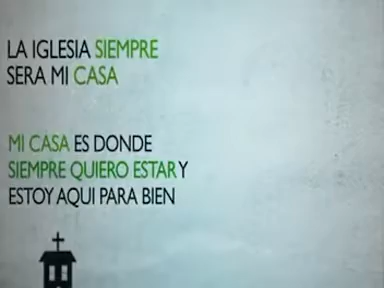 LA IGLESIA SIEMPRE
SERA MI CASA
MI CASA ES DONDE
SIEMPRE QUIERO ESTAR Y
ESTOY AQUI PARA BIEN